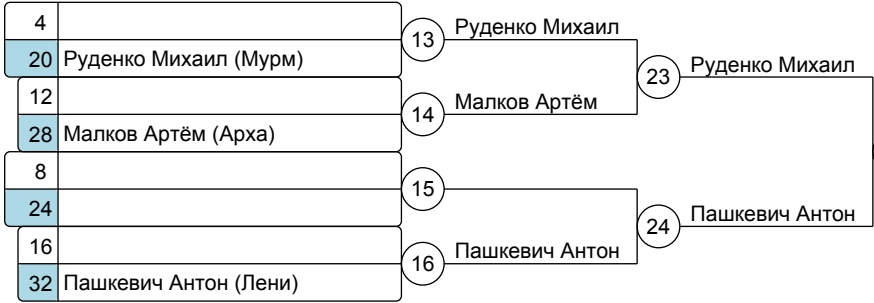 4
13
Руденко Михаил
20 Руденко Михаил (Мурм)
23
Руденко Михаил
12
14
Малков Артём
28 Малков Артём (Арха)
8
15
24
24
Пашкевич Антон
16
16
Пашкевич Антон
32 Пашкевич Антон (Лени)